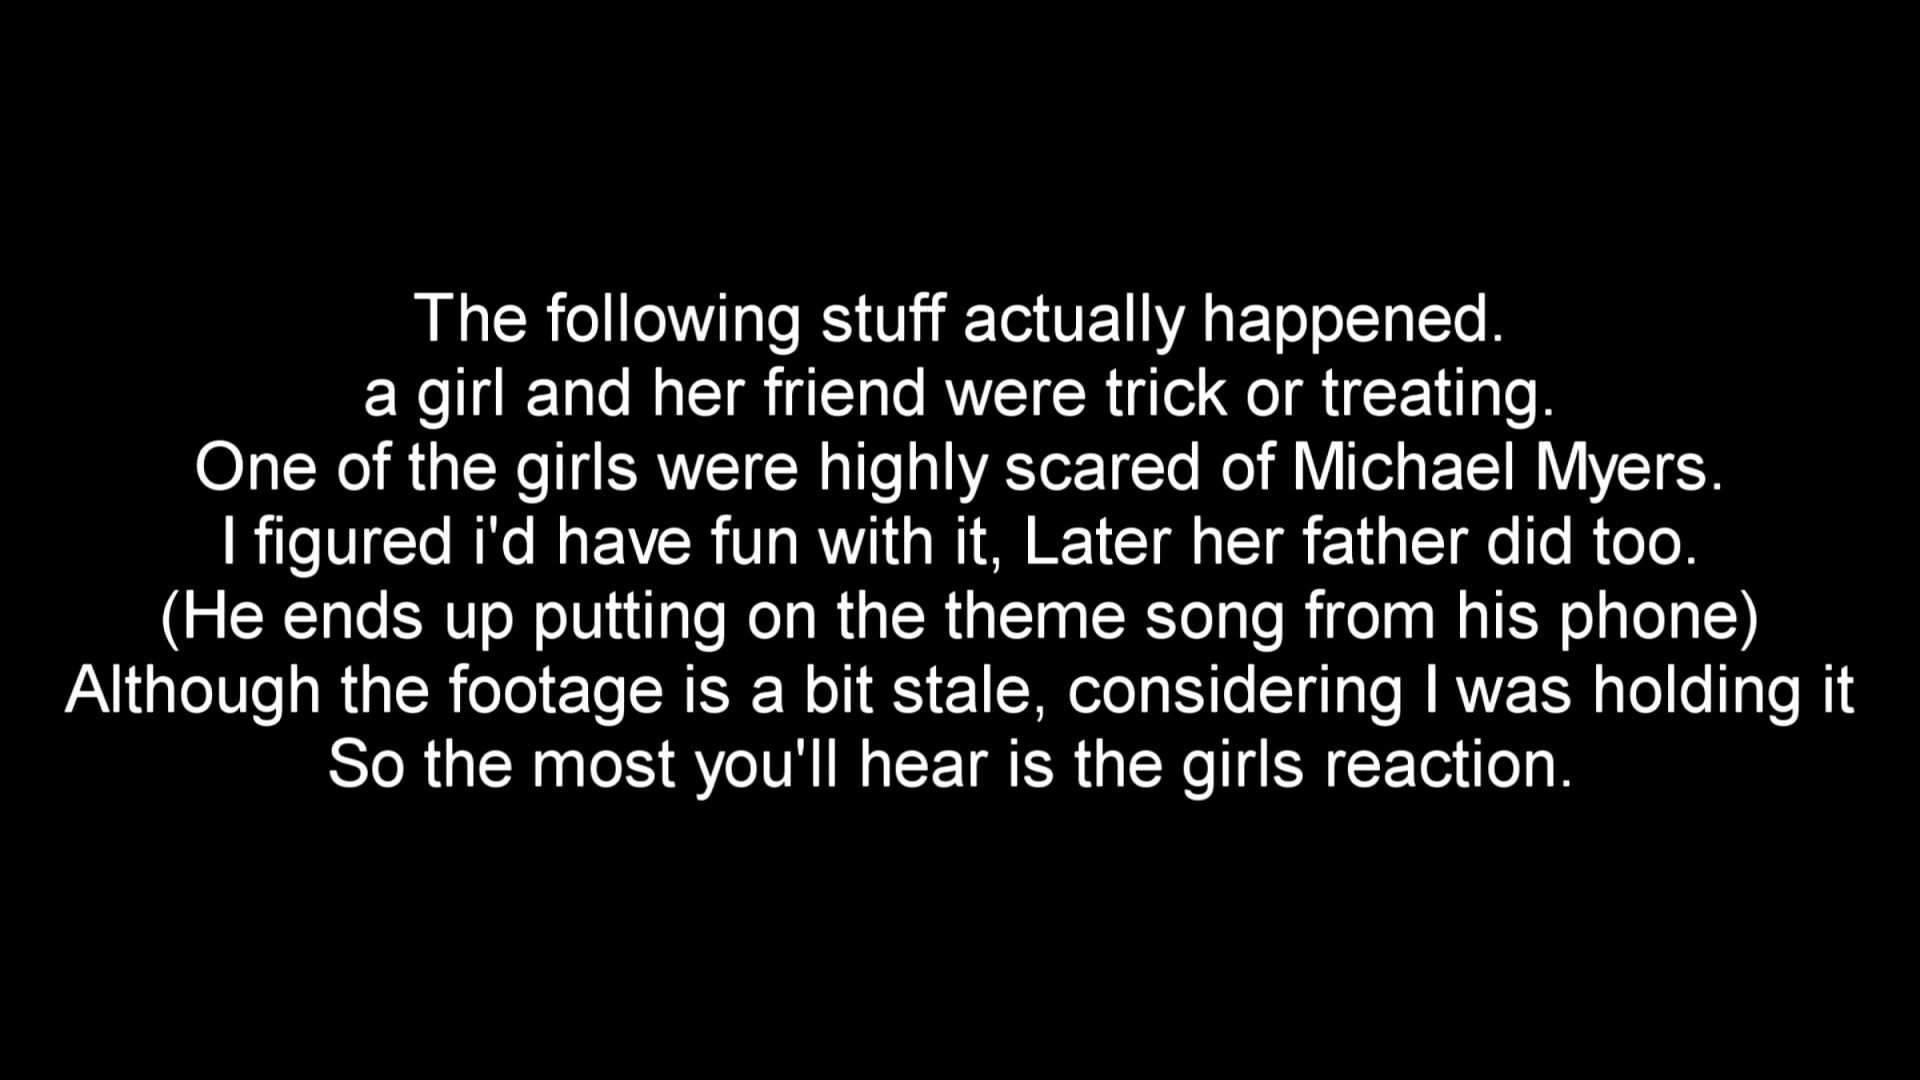 The following stuff actually happened.
a girl and her friend were trick or treating.
One of the girls were highly scared of Michael Myers.
I figured i'd have fun with it, Later her father did too.
(He ends up putting on the theme song from his phone)
Although the footage is a bit stale, considering I was holding it
So the most you'll hear is the girls reaction.